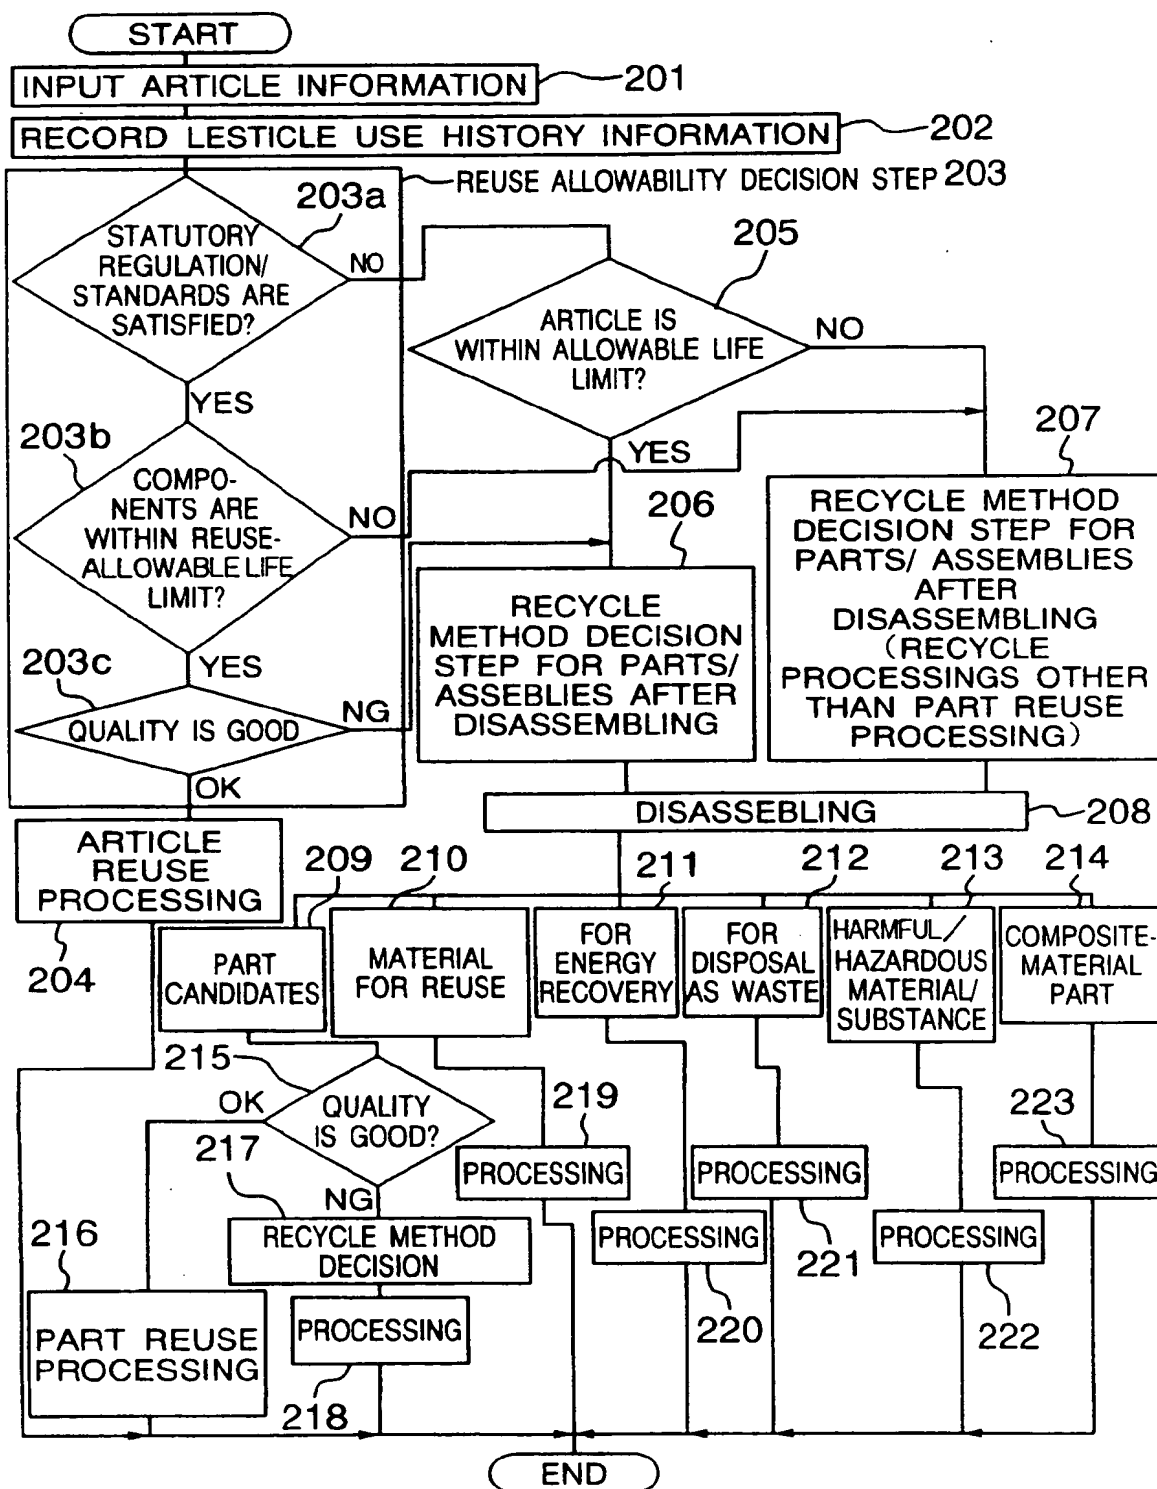 START
INPUT ARTICLE INFORMATION
201
RECORD LESTICLE USE HISTORY INFORMATION
202
REUSE ALLOWABILITY DECISION STEP 203
203a
STATUTORY
REGULATION/
STANDARDS ARE
SATISFIED?
NO
YES
205
ARTICLE IS
WITHIN ALLOWABLE LIFE
LIMIT?
NO
YES
203b
COMPO-
NENTS ARE
WITHIN REUSE-
ALLOWABLE LIFE
LIMIT?
NO
YES
203c
QUALITY IS GOOD
NG
OK
206
RECYCLE
METHOD DECISION
STEP FOR PARTS/
ASSEBLIES AFTER
DISASSEMBLING
207
RECYCLE METHOD
DECISION STEP FOR
PARTS/ ASSEMBLIES
AFTER
DISASSEMBLING
(RECYCLE
PROCESSINGS OTHER
THAN PART REUSE
PROCESSING)
DISASSEBLING
208
ARTICLE
REUSE
PROCESSING
204
209
PART
CANDIDATES
210
MATERIAL
FOR REUSE
211
FOR
ENERGY
RECOVERY
212
FOR
DISPOSAL
AS WASTE
213
HARMFUL/
HAZARDOUS
MATERIAL/
SUBSTANCE
214
COMPOSITE-
MATERIAL
PART
215
QUALITY
IS GOOD?
OK
NG
217
RECYCLE METHOD
DECISION
216
PART REUSE
PROCESSING
PROCESSING
218
219
PROCESSING
PROCESSING
220
PROCESSING
221
PROCESSING
222
223
PROCESSING
END